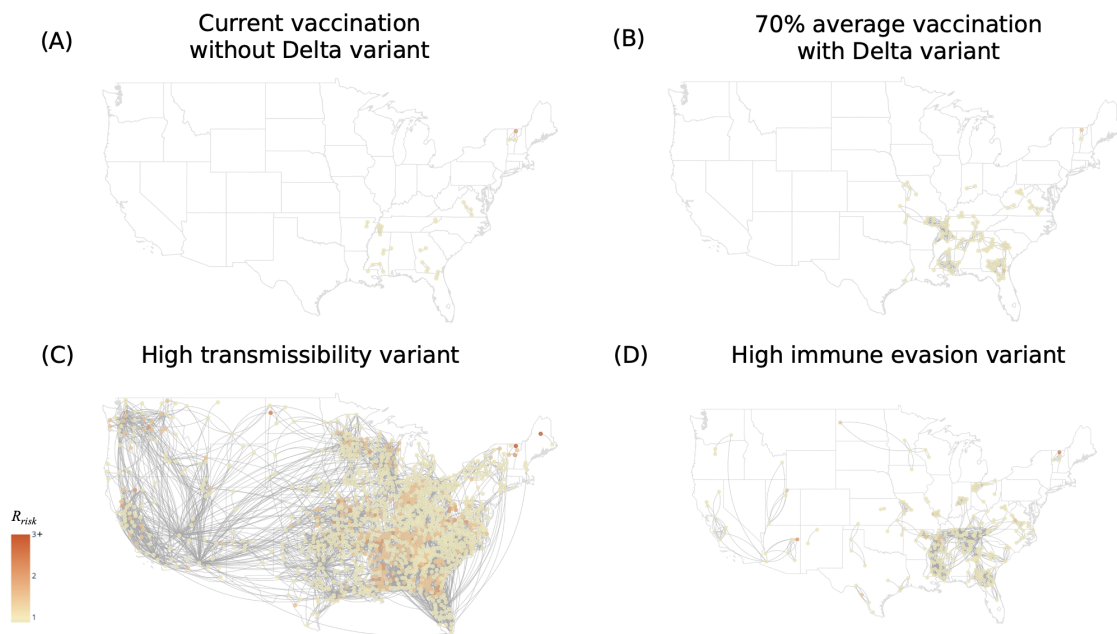 (A)
Current vaccination
without Delta variant
(B)
70% average vaccination
with Delta variant
(C)
High transmissibility variant
(D)
High immune evasion variant
R_risk
3+
2
1